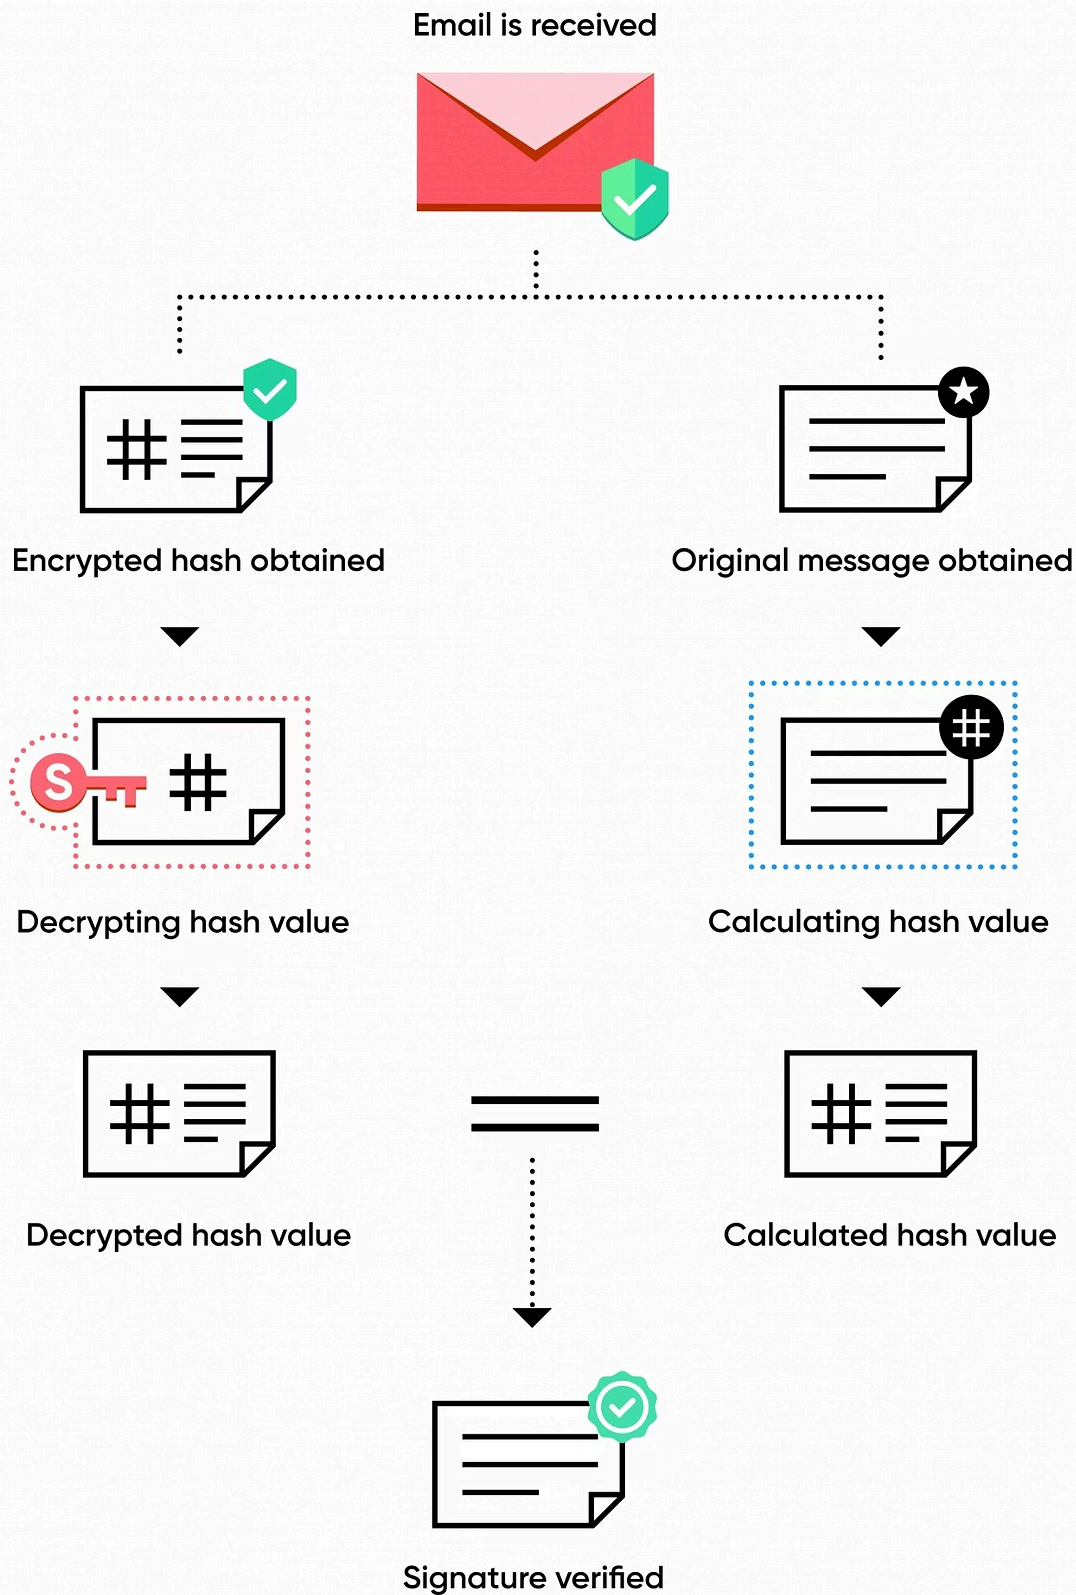 Email is received
Encrypted hash obtained
Original message obtained
S
Decrypting hash value
Calculating hash value
Decrypted hash value
Calculated hash value
Signature verified